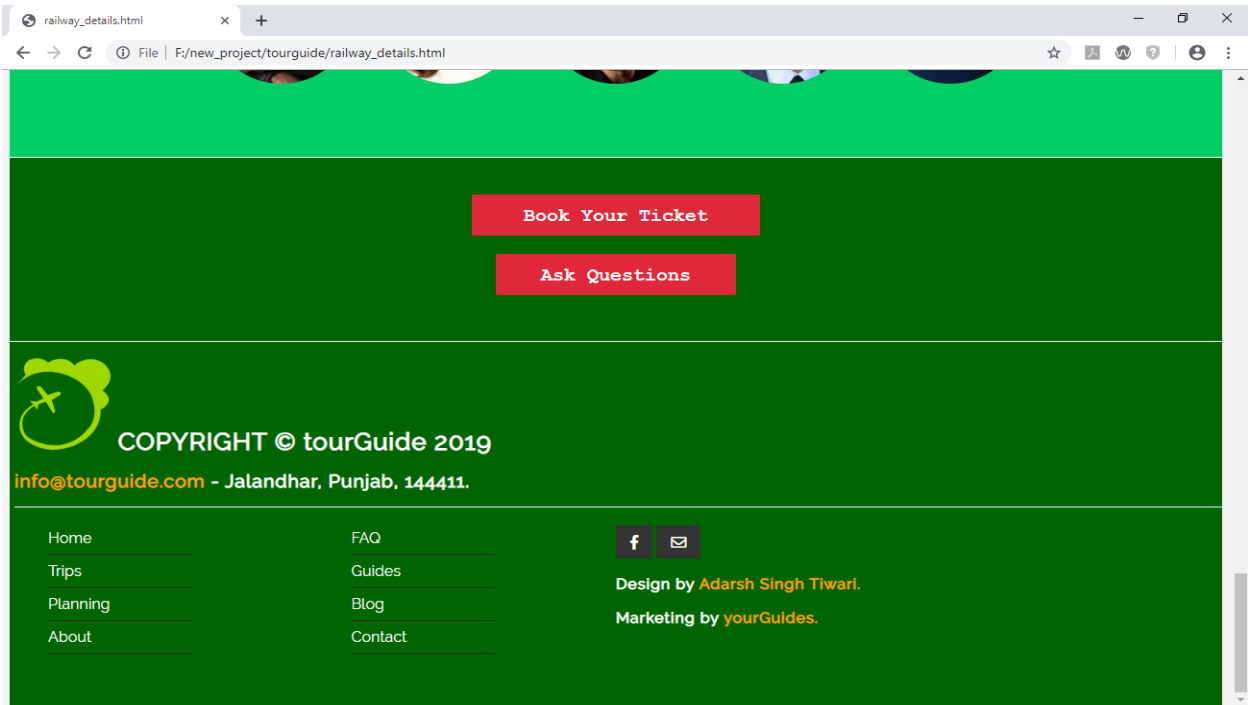 railway_details.html
File | F:/new_project/tourguide/railway_details.html
Book Your Ticket
Ask Questions
COPYRIGHT © tourGuide 2019
info@tourguide.com - Jalandhar, Punjab, 144411.
Home
Trips
Planning
About
FAQ
Guides
Blog
Contact
Design by Adarsh Singh Tiwari.
Marketing by yourGuides.